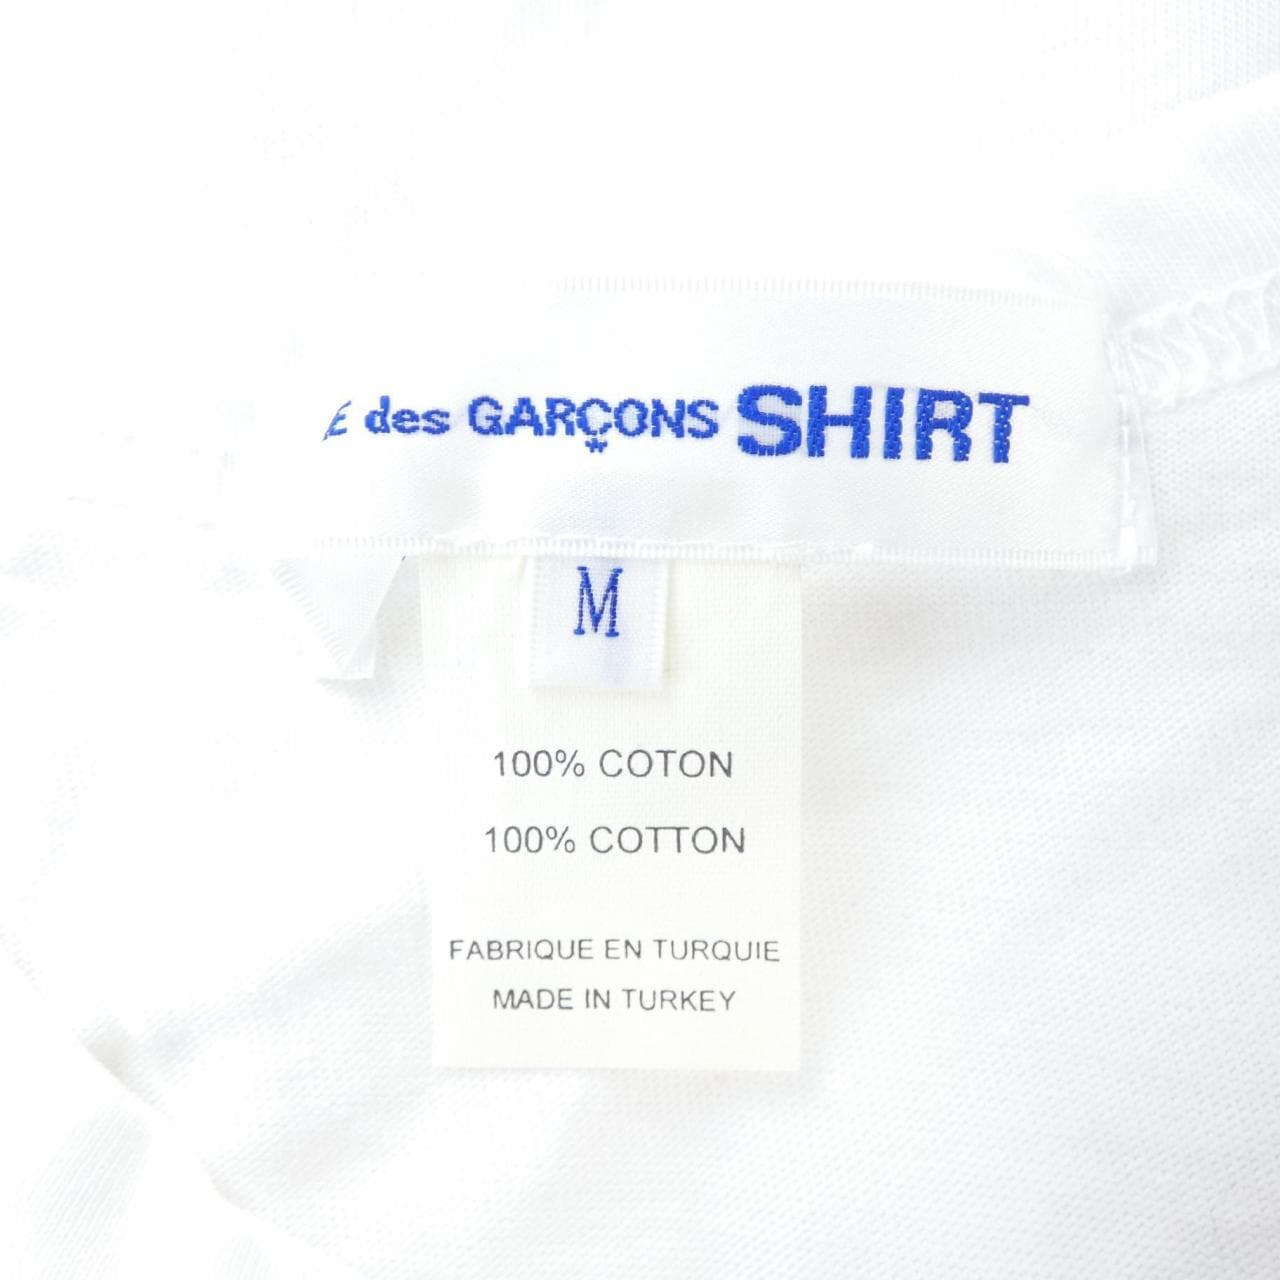 E des GARÇONS SHIRT
M
100% COTON
100% COTTON
FABRIQUE EN TURQUIE
MADE IN TURKEY